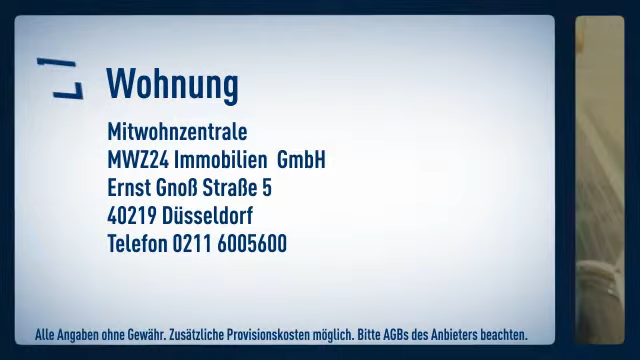 Wohnung
Mitwohnzentrale
MWZ24 Immobilien GmbH
Ernst Gnoß Straße 5
40219 Düsseldorf
Telefon 0211 6005600
Alle Angaben ohne Gewähr. Zusätzliche Provisionskosten möglich. Bitte AGBs des Anbieters beachten.